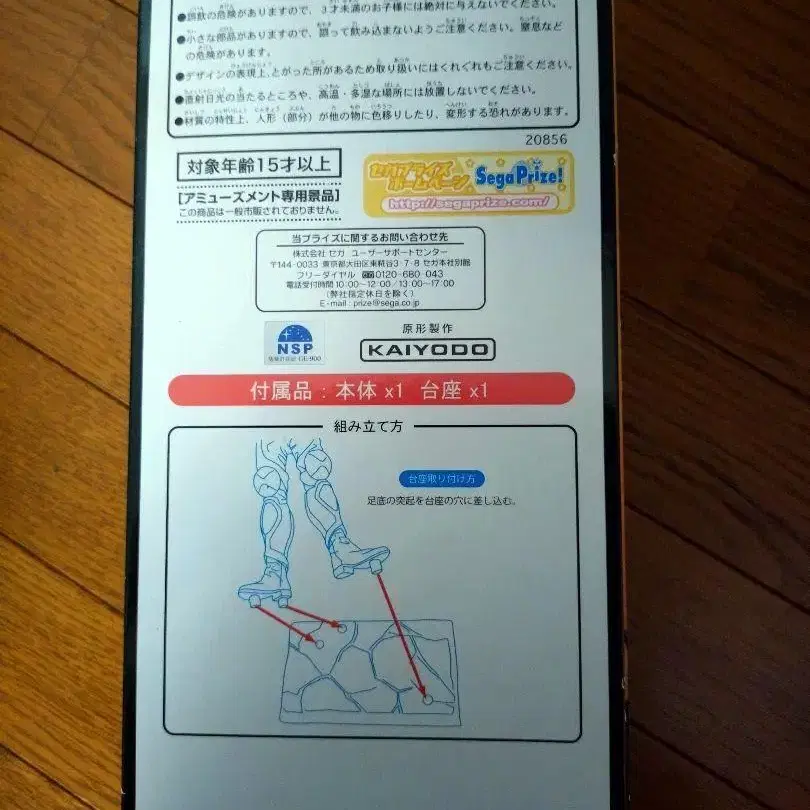 ●誤飲の危険がありますので、3才未満のお子様には絶対に与えないでください。
●小さな部品がありますので、誤って飲み込まないようご注意ください。窒息など
の危険があります。
●デザインの表現上、とがった所があるため取り扱いにはくれぐれもご注意ください。
●直射日光の当たるところや、高温・多湿な場所には放置しないでください。
●材質の特性上、人形（部分）が他の物に色移りしたり、変形する恐れがあります。
20856
対象年齢15才以上
[アミューズメント専用景品]
この商品は一般市販されておりません。
セガプライズ
ホームページ
SegaPrize!
http://segaprize.com/
当プライズに関するお問い合わせ先
株式会社 セガ ユーザーサポートセンター
〒144-0033 東京都大田区東糀谷3-7-8 セガ本社別館
フリーダイヤル 0120-680-043
電話受付時間 10:00～12:00/13:00～17:00
（弊社指定休日を除く）
E-mail : prize@sega.co.jp
NSP
GE-900
原形製作
KAIYODO
付属品：本体 x1 台座 x1
組み立て方
台座取り付け方
足底の突起を台座の穴に差し込む。